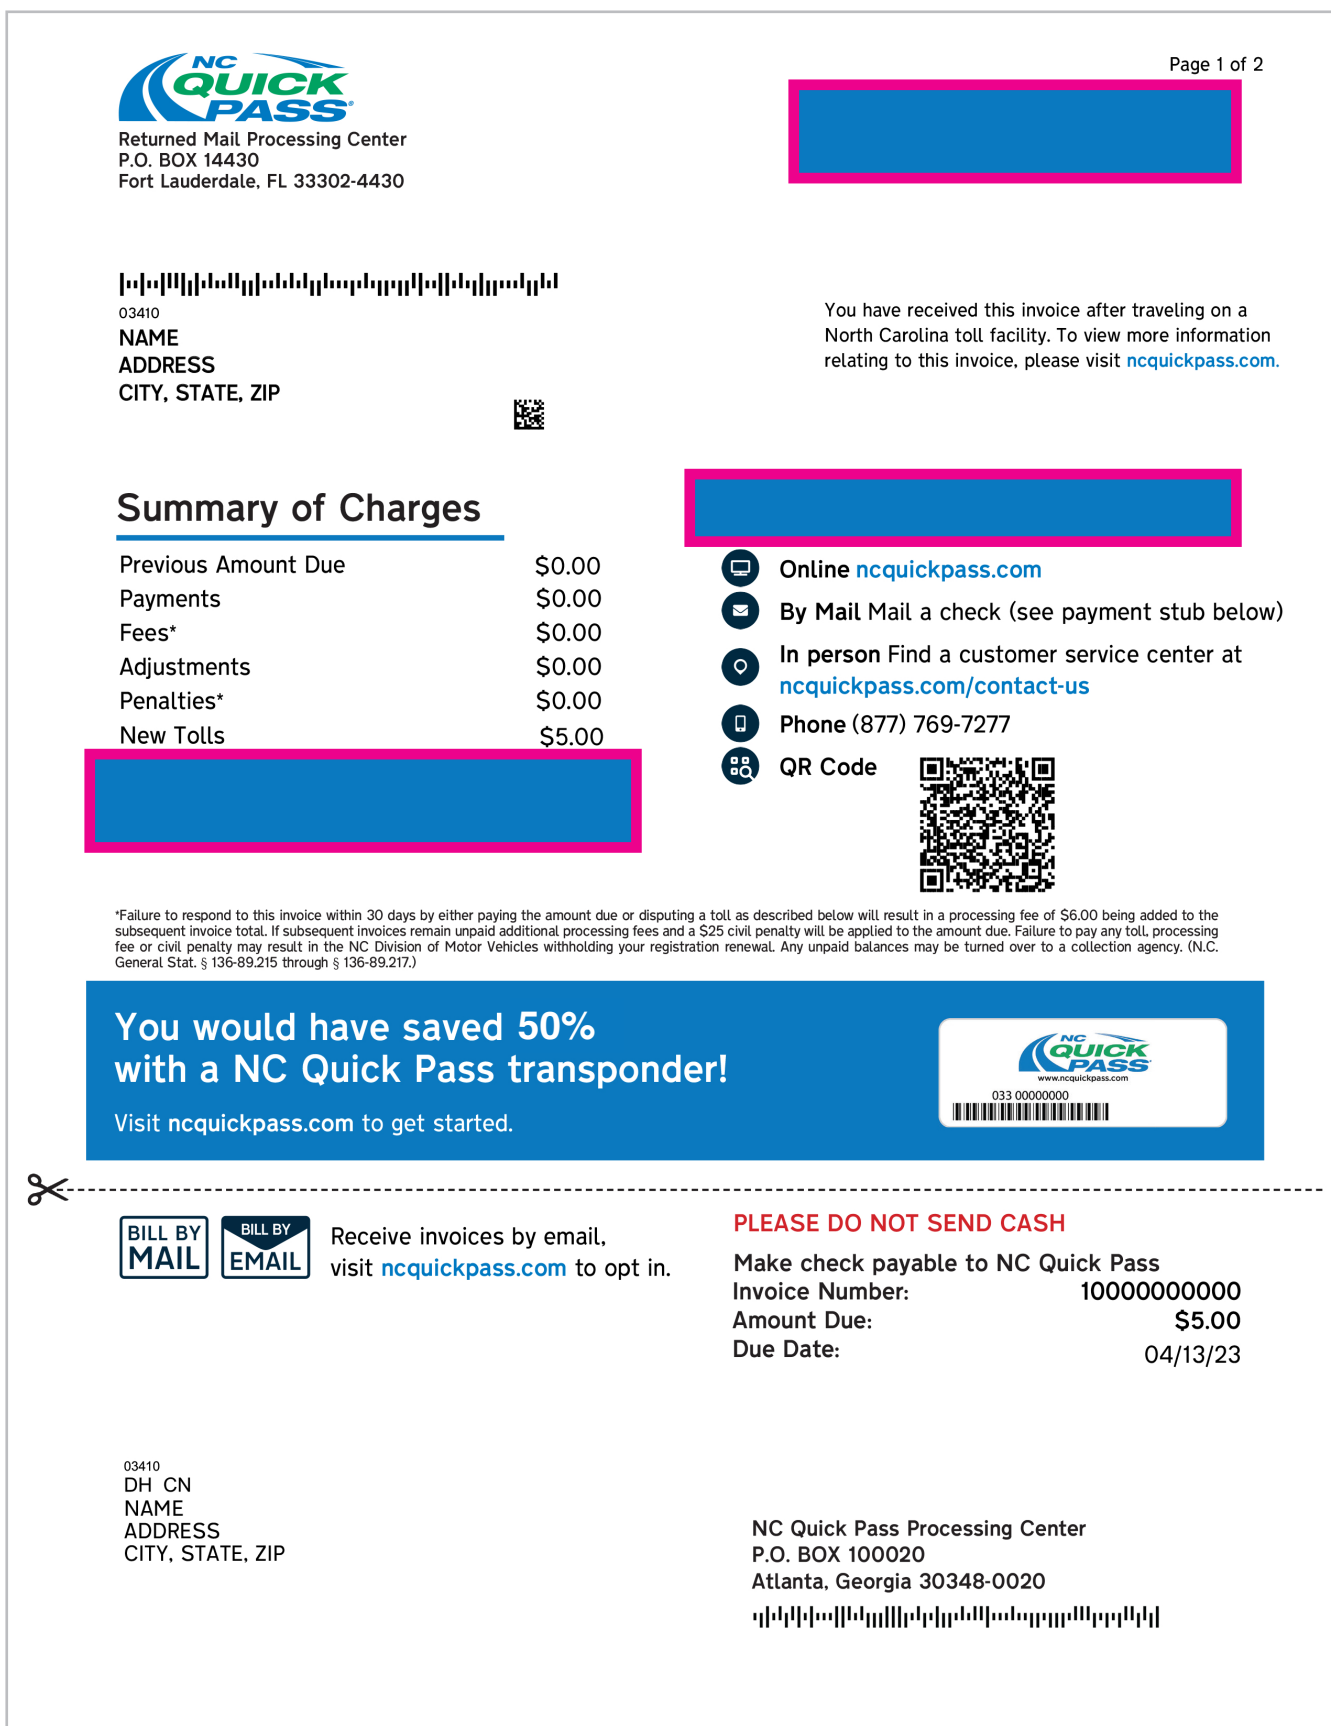 NC
QUICK
PASS®
Page 1 of 2
Returned Mail Processing Center
P.O. BOX 14430
Fort Lauderdale, FL 33302-4430
03410
NAME
ADDRESS
CITY, STATE, ZIP
You have received this invoice after traveling on a
North Carolina toll facility. To view more information
relating to this invoice, please visit ncquickpass.com.
Summary of Charges
Previous Amount Due $0.00
Payments $0.00
Fees* $0.00
Adjustments $0.00
Penalties* $0.00
New Tolls $5.00
Online ncquickpass.com
By Mail Mail a check (see payment stub below)
In person Find a customer service center at
ncquickpass.com/contact-us
Phone (877) 769-7277
QR Code
*Failure to respond to this invoice within 30 days by either paying the amount due or disputing a toll as described below will result in a processing fee of $6.00 being added to the
subsequent invoice total. If subsequent invoices remain unpaid additional processing fees and a $25 civil penalty will be applied to the amount due. Failure to pay any toll, processing
fee or civil penalty may result in the NC Division of Motor Vehicles withholding your registration renewal. Any unpaid balances may be turned over to a collection agency. (N.C.
General Stat. § 136-89.215 through § 136-89.217.)
You would have saved 50%
with a NC Quick Pass transponder!
Visit ncquickpass.com to get started.
NC
QUICK
PASS
www.ncquickpass.com
033 00000000
BILL BY
MAIL
BILL BY
EMAIL
Receive invoices by email,
visit ncquickpass.com to opt in.
PLEASE DO NOT SEND CASH
Make check payable to NC Quick Pass
Invoice Number: 10000000000
Amount Due: $5.00
Due Date: 04/13/23
03410
DH CN
NAME
ADDRESS
CITY, STATE, ZIP
NC Quick Pass Processing Center
P.O. BOX 100020
Atlanta, Georgia 30348-0020